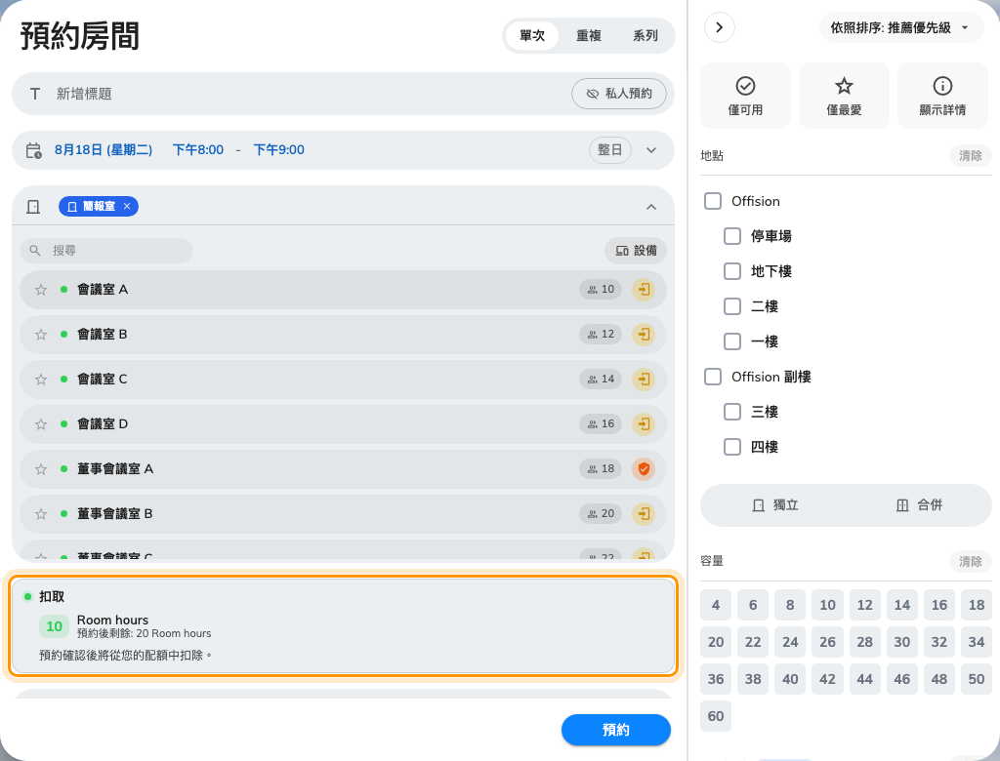 預約房間
單次 重複 系列
新增標題
私人預約
8月18日 (星期二) 下午8:00 - 下午9:00
整日
簡報室
搜尋
設備
會議室 A 10
會議室 B 12
會議室 C 14
會議室 D 16
董事會議室 A 18
董事會議室 B 20
董事會議室 C 22
扣取
10 Room hours
預約後剩餘: 20 Room hours
預約確認後將從您的配額中扣除。
預約
依照排序: 推薦優先級
僅可用 僅最愛 顯示詳情
地點 清除
Offision
停車場
地下樓
二樓
一樓
Offision 副樓
三樓
四樓
獨立 合併
容量 清除
4 6 8 10 12 14 16 18
20 22 24 26 28 30 32 34
36 38 40 42 44 46 48 50
60